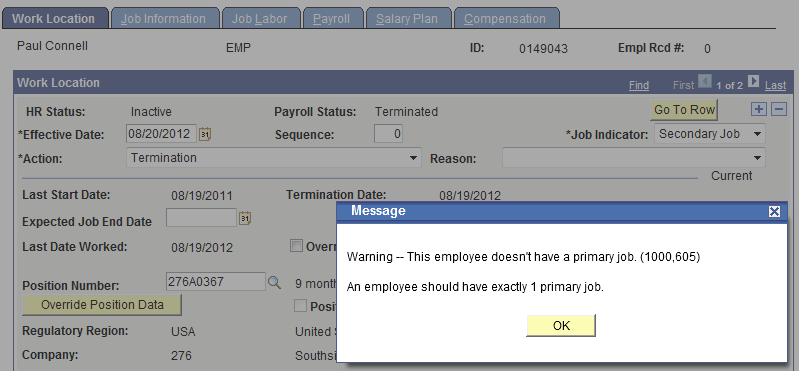 Work Location Job Information Job Labor Payroll Salary Plan Compensation
Paul Connell EMP ID: 0149043 Empl Rcd #: 0
Work Location Find First 1 of 2 Last
HR Status: Inactive Payroll Status: Terminated Go To Row
*Effective Date: 08/20/2012 31 Sequence: 0 *Job Indicator: Secondary Job
*Action: Termination Reason:
Current
Last Start Date: 08/19/2011 Termination Date: 08/19/2012
Expected Job End Date 31
Message
Last Date Worked: 08/19/2012 Overr
Warning -- This employee doesn't have a primary job. (1000,605)
Position Number: 276A0367 9 month
An employee should have exactly 1 primary job.
Override Position Data Posit
OK
Regulatory Region: USA United S
Company: 276 Southsi